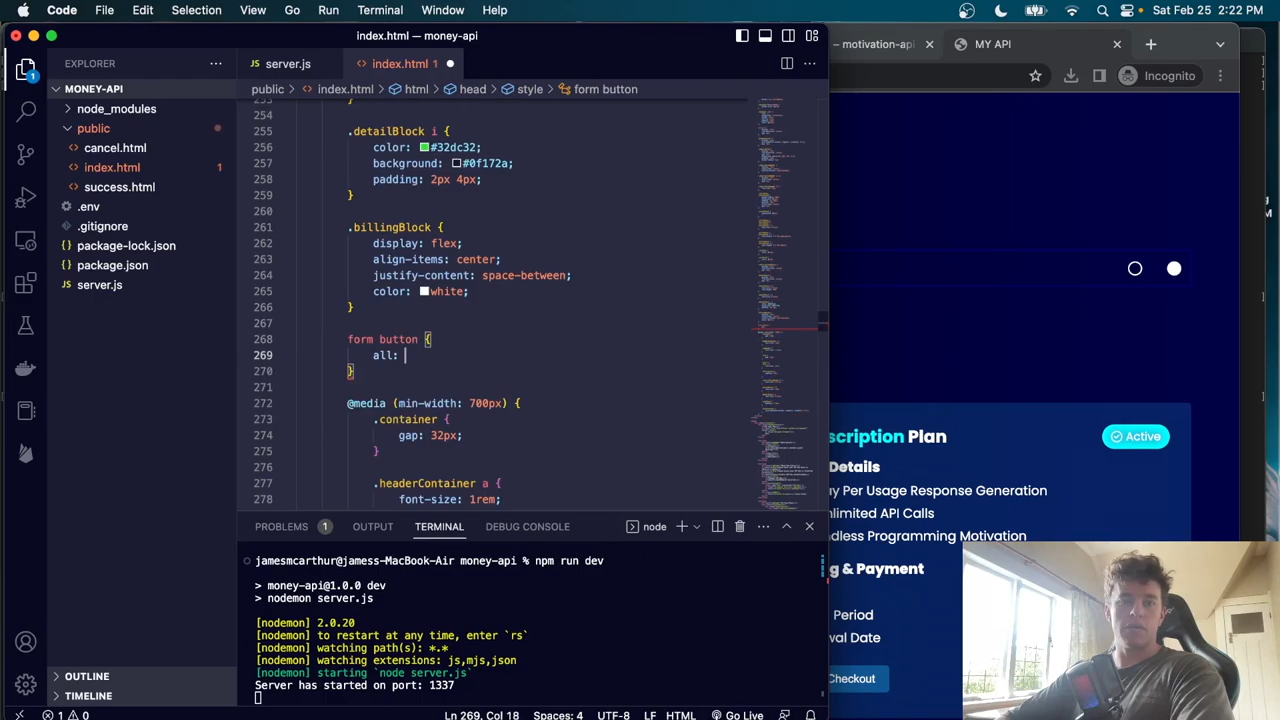 Code File Edit Selection View Go Run Terminal Window Help Sat Feb 25 2:22 PM
index.html — money-api
– motivation-api
MY API
EXPLORER
server.js
index.html 1
Incognito
MONEY-API
public > index.html > html > head > style > form button
node_modules
public
cancel.html
index.html 1
success.html
.env
.gitignore
package-lock.json
package.json
server.js
253 }
254
255 .detailBlock i {
256 color: #32dc32;
257 background: #0f172a;
258 padding: 2px 4px;
259 }
260
261 .billingBlock {
262 display: flex;
263 align-items: center;
264 justify-content: space-between;
265 color: white;
266 }
267
268 form button {
269 all:
270 }
271
272 @media (min-width: 700px) {
273 .container {
274 gap: 32px;
275 }
276
277 .headerContainer a {
278 font-size: 1rem;
scription Plan
Active
Details
y Per Usage Response Generation
nlimited API Calls
ndless Programming Motivation
g & Payment
Period
val Date
Checkout
PROBLEMS 1 OUTPUT TERMINAL DEBUG CONSOLE
node
jamesmcarthur@jamess-MacBook-Air money-api % npm run dev
> money-api@1.0.0 dev
> nodemon server.js
[nodemon] 2.0.20
[nodemon] to restart at any time, enter `rs`
[nodemon] watching path(s): *.*
[nodemon] watching extensions: js,mjs,json
[nodemon] starting `node server.js`
Server has started on port: 1337
OUTLINE
TIMELINE
1 0
Ln 269, Col 18 Spaces: 4 UTF-8 LF HTML Go Live